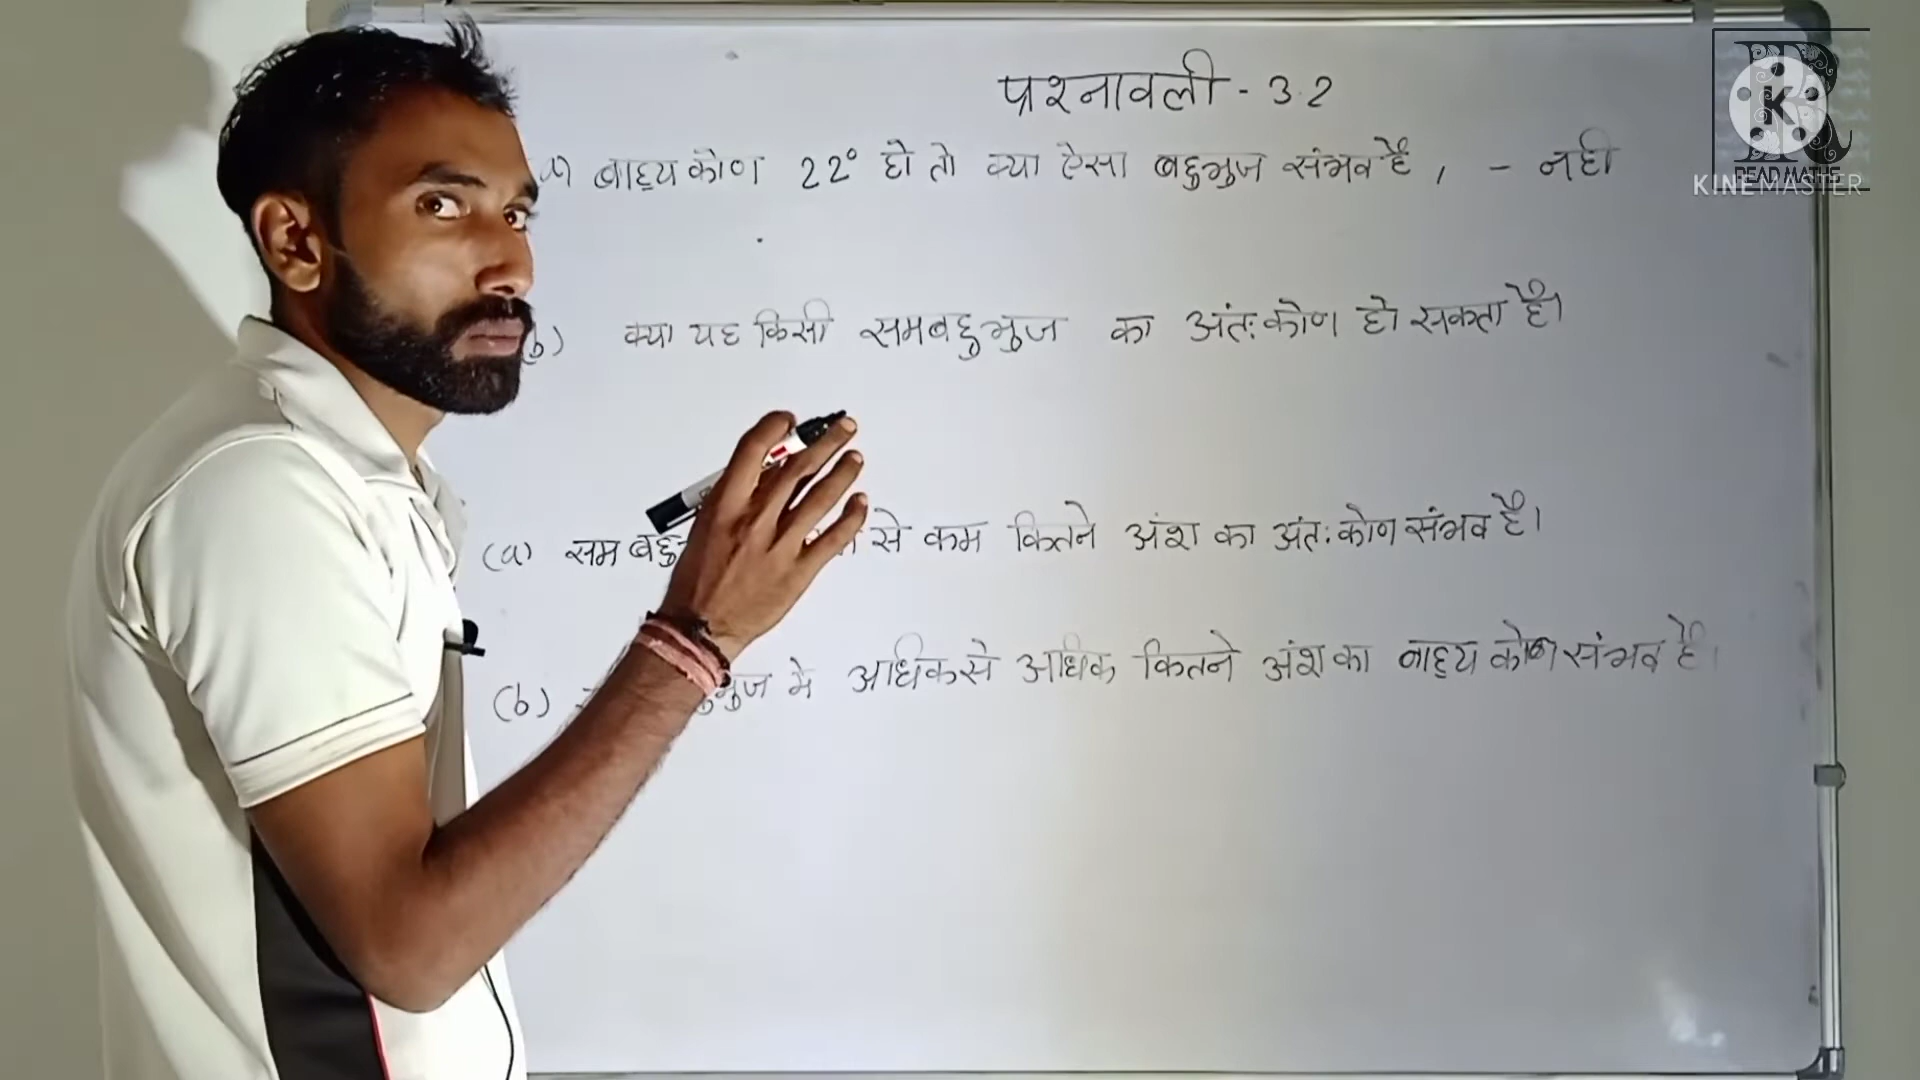 प्रश्नावली - 3.2
बाह्य कोण 22° हो तो क्या ऐसा बहुभुज संभव है, - नही
READ MATHS
KINEMASTER
b) क्या यह किसी समबहुभुज का अंतः कोण हो सकता है।
(a) सम से कम कितने अंश का अंतः कोण संभव है।
(b) मे अधिक से अधिक कितने अंश का बाह्य कोण संभव है।